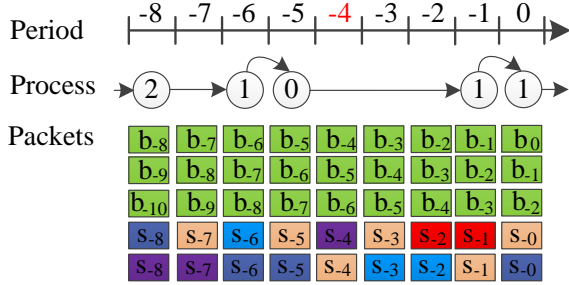 Period -8 -7 -6 -5 -4 -3 -2 -1 0
Process 2 1 0 1 1
Packets b-8 b-7 b-6 b-5 b-4 b-3 b-2 b-1 b0
b-9 b-8 b-7 b-6 b-5 b-4 b-3 b-2 b-1
b-10 b-9 b-8 b-7 b-6 b-5 b-4 b-3 b-2
s-8 s-7 s-6 s-5 s-4 s-3 s-2 s-1 s-0
s-8 s-7 s-6 s-5 s-4 s-3 s-2 s-1 s-0